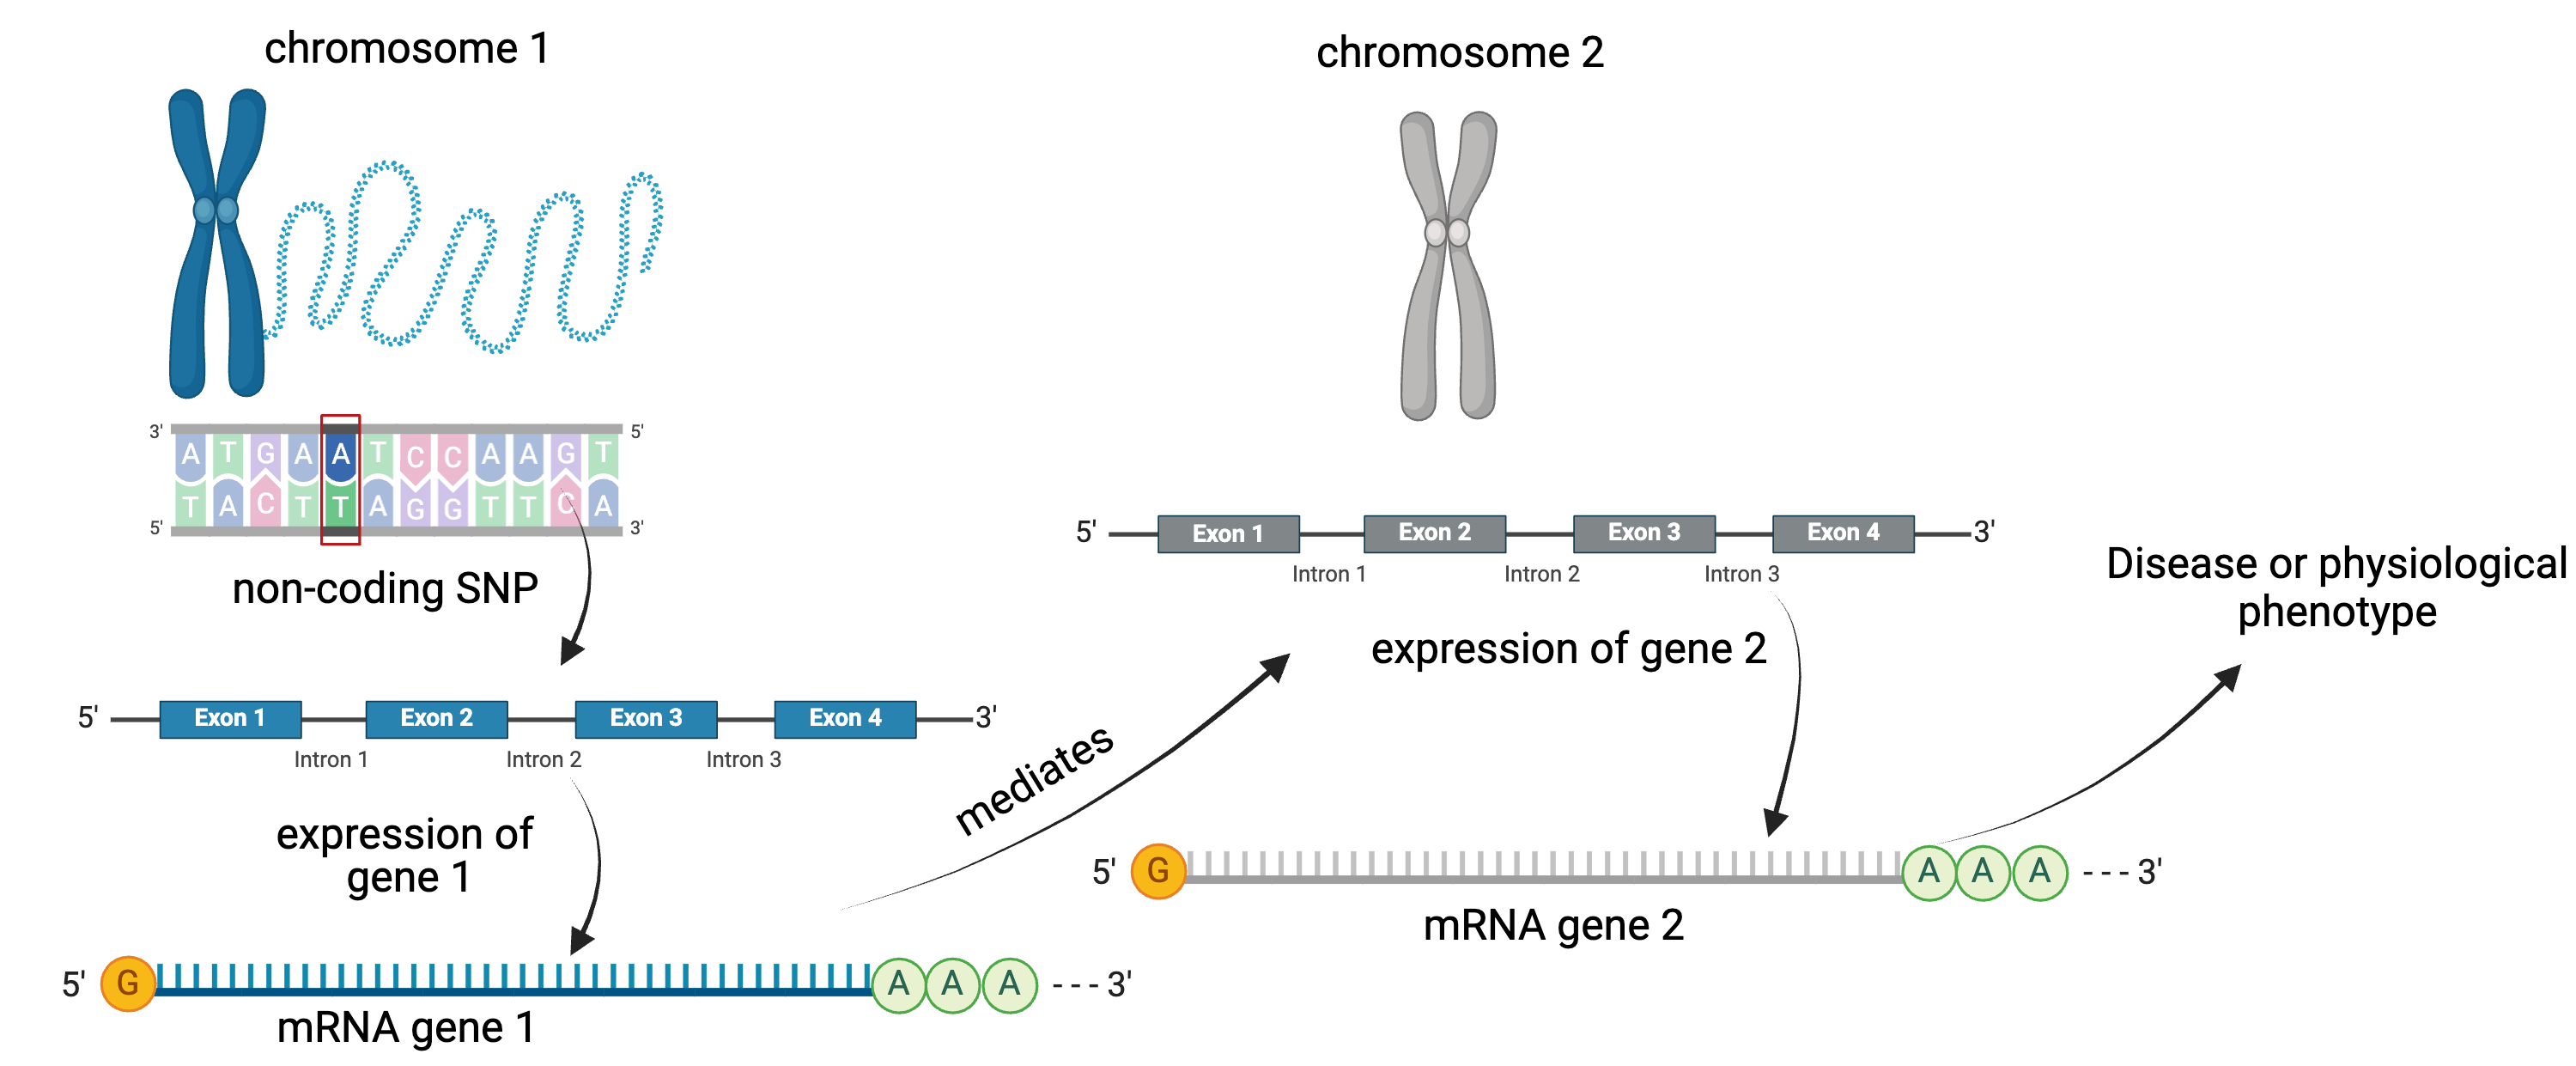 chromosome 1
3' A T G A A T C C A A G T 5'
5' T A C T T A G G T T C A 3'
non-coding SNP
5' Exon 1 Exon 2 Exon 3 Exon 4 3'
Intron 1 Intron 2 Intron 3
expression of
gene 1
5' G A A A ---3'
mRNA gene 1
mediates
chromosome 2
5' Exon 1 Exon 2 Exon 3 Exon 4 3'
Intron 1 Intron 2 Intron 3
expression of gene 2
5' G A A A ---3'
mRNA gene 2
Disease or physiological
phenotype